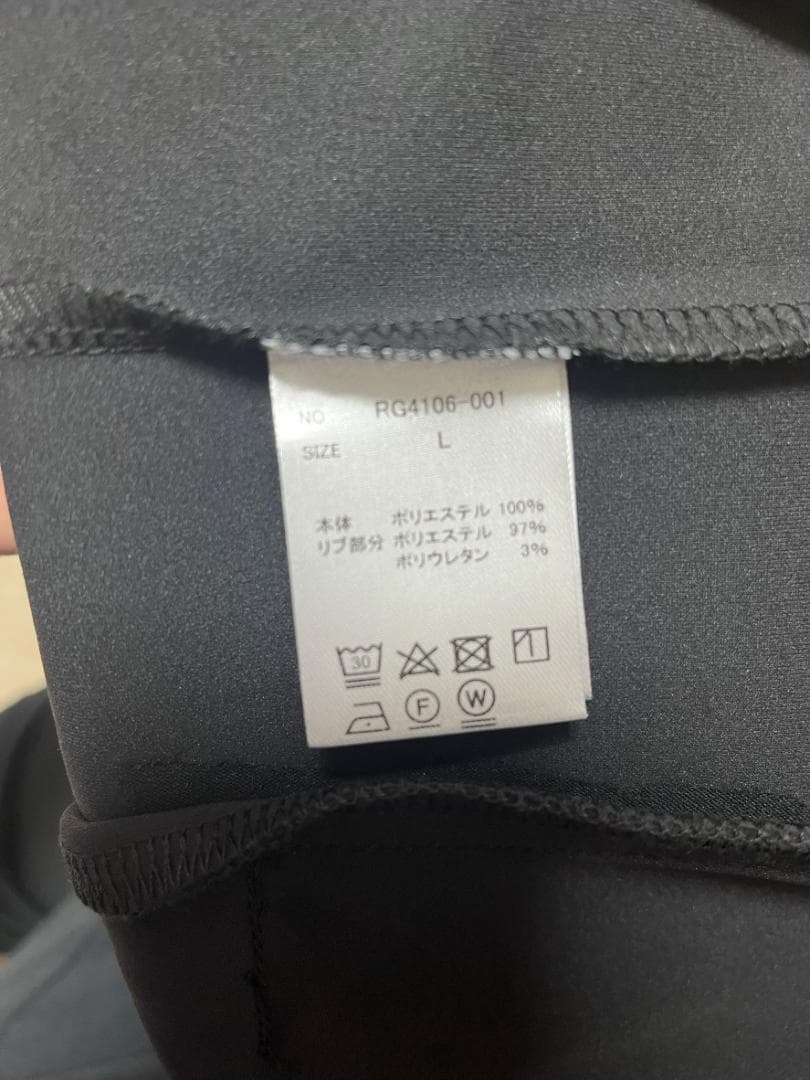 NO RG4106-001
SIZE L
本体 ポリエステル 100%
リブ部分 ポリエステル 97%
ポリウレタン 3%
30
F W